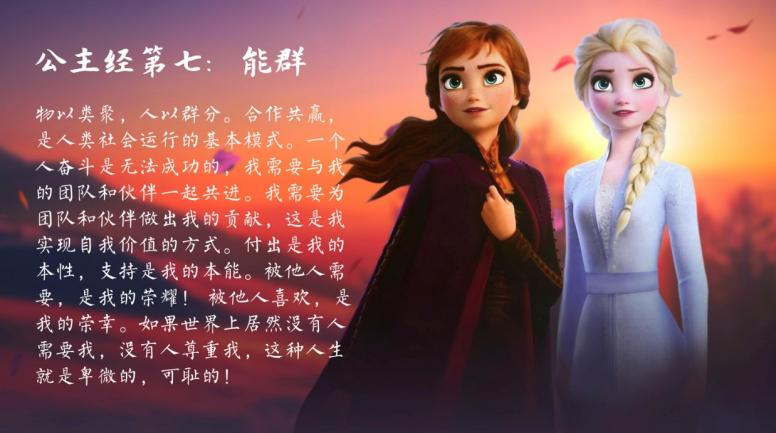 公主经第七：能群
物以类聚，人以群分。合作共赢，
是人类社会运行的基本模式。一个
人奋斗是无法成功的，我需要与我
的团队和伙伴一起共进。我需要为
团队和伙伴做出我的贡献，这是我
实现自我价值的方式。付出是我的
本性，支持是我的本能。被他人需
要，是我的荣耀！ 被他人喜欢，是
我的荣幸。如果世界上居然没有人
需要我，没有人尊重我，这种人生
就是卑微的，可耻的！